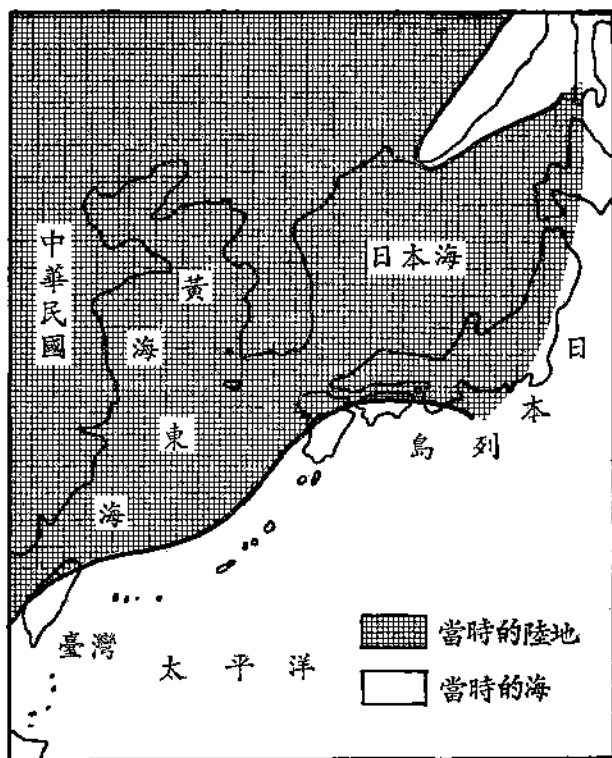 中華民國
黃海
東海
日本海
日本列島
臺灣
太平洋
當時的陸地
當時的海